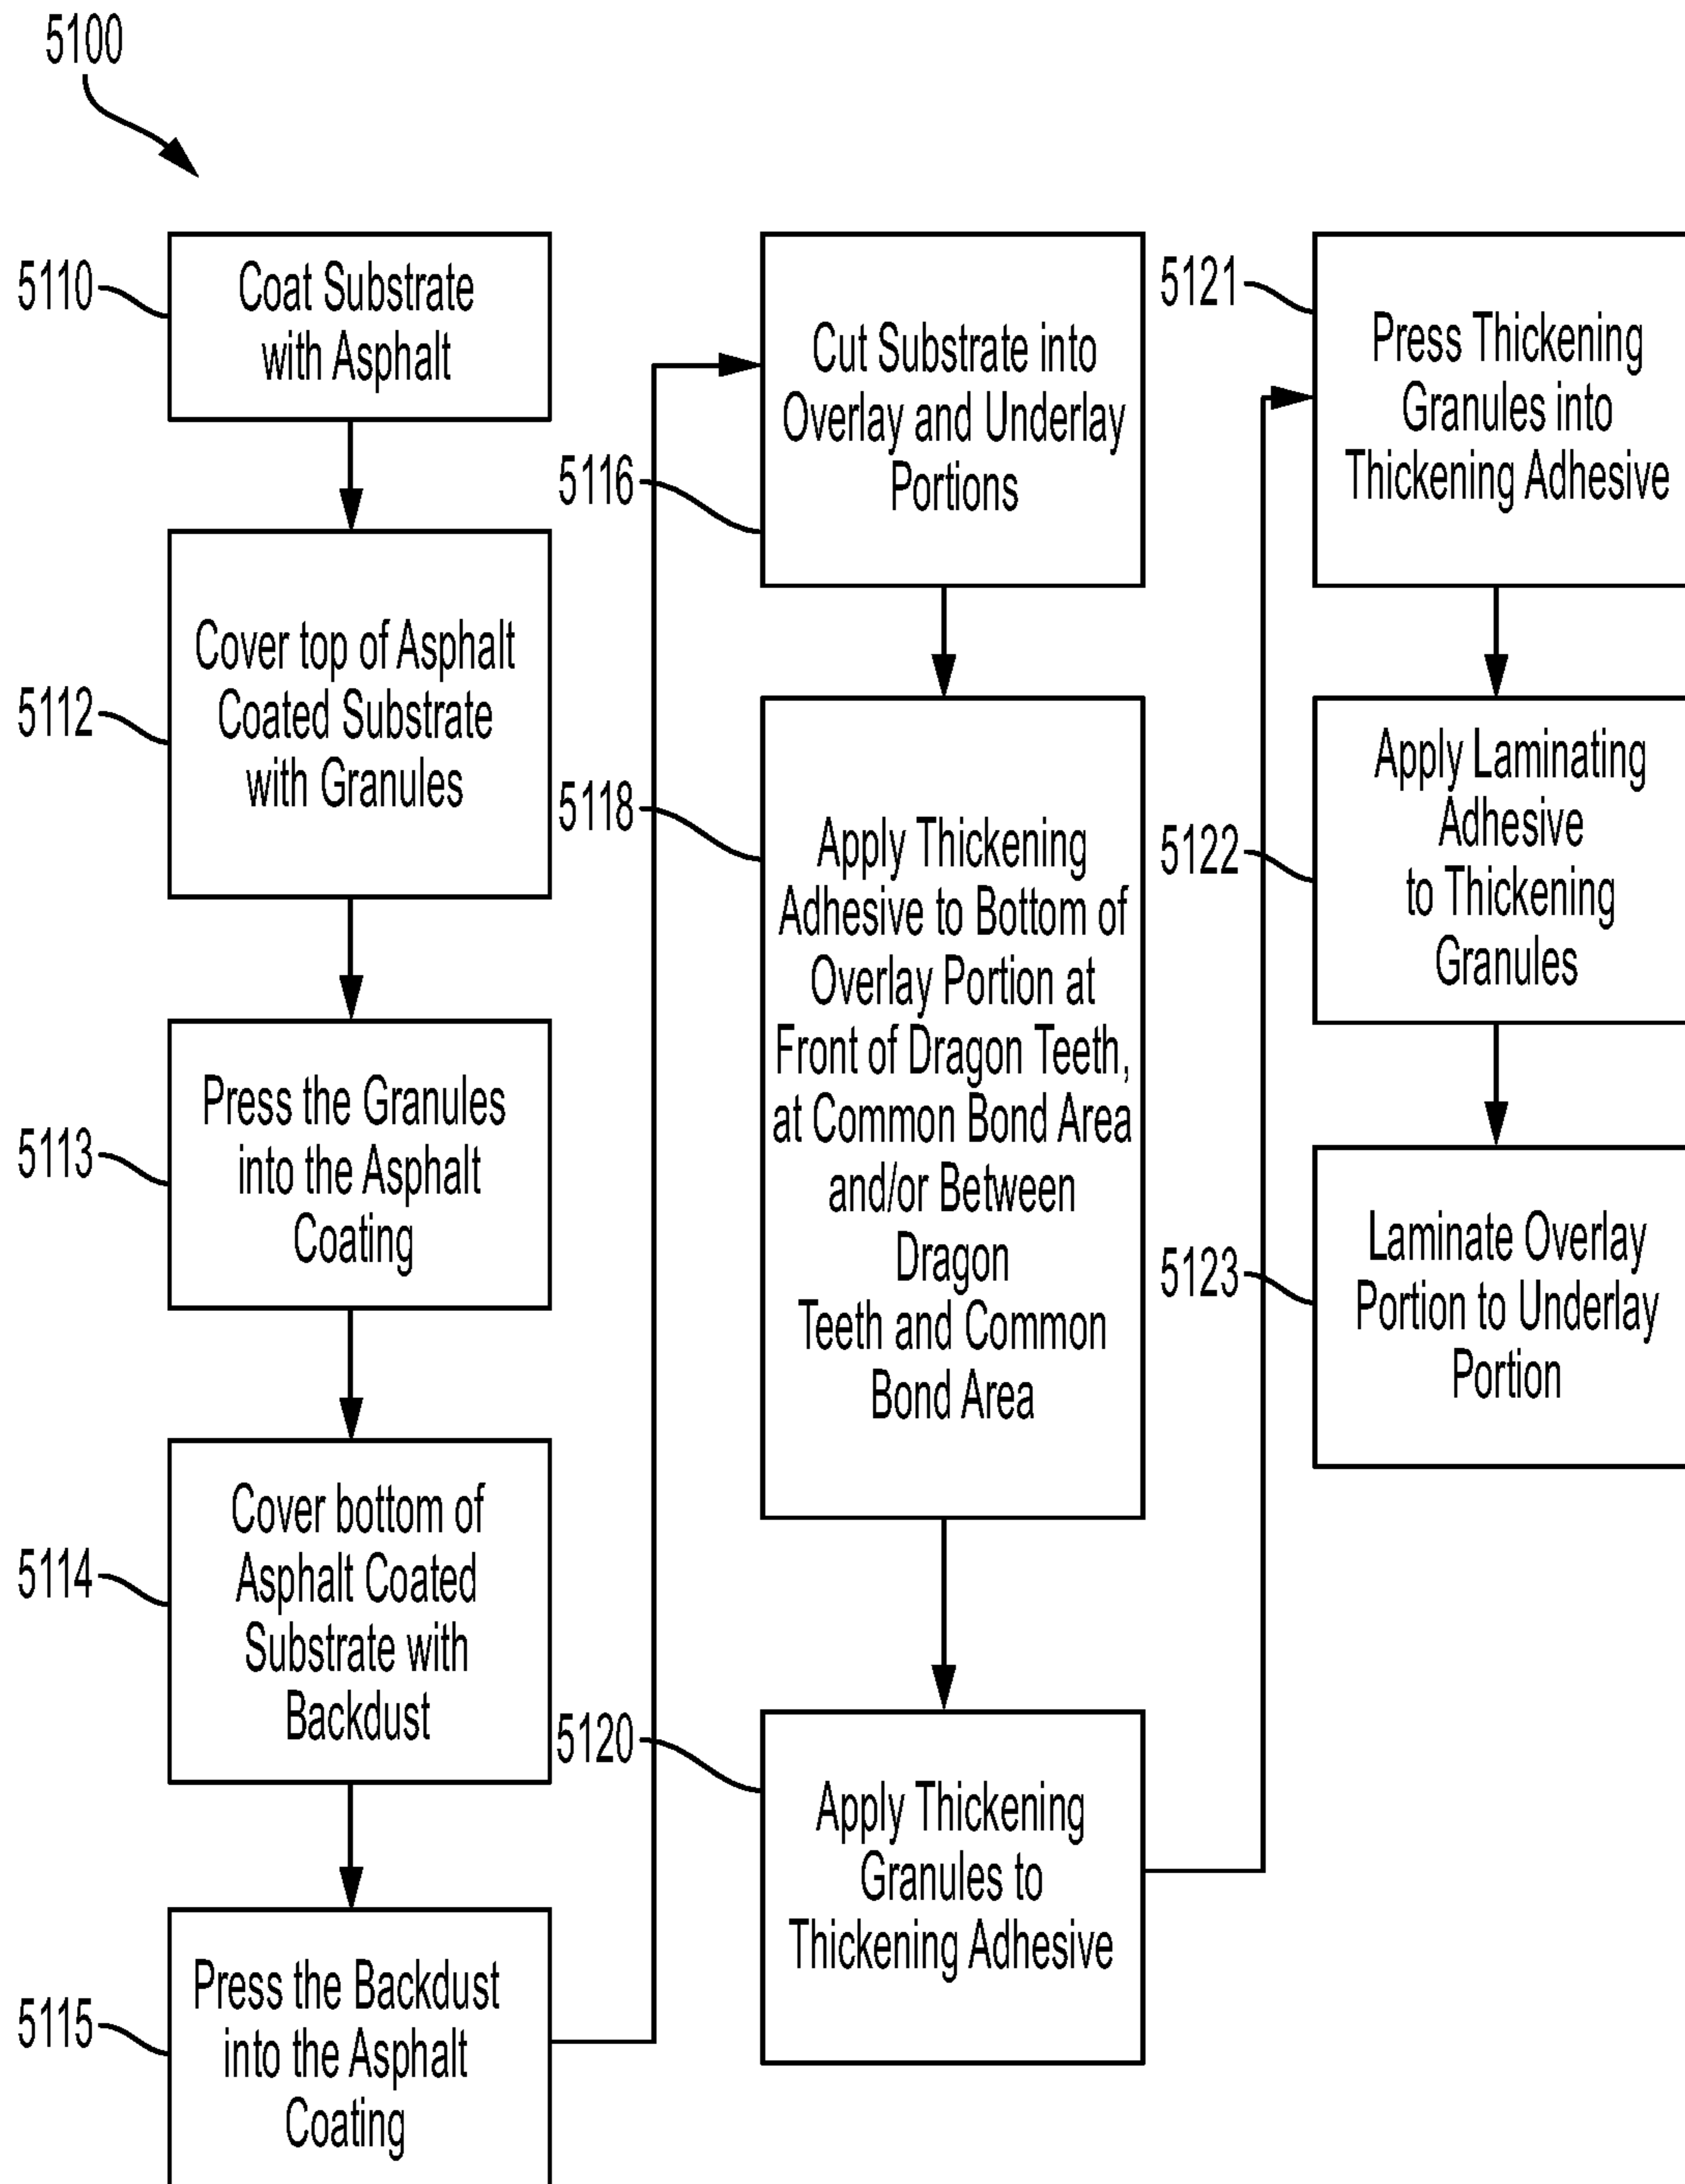 5100
5110
Coat Substrate
with Asphalt
5112
Cover top of Asphalt
Coated Substrate
with Granules
5113
Press the Granules
into the Asphalt
Coating
5114
Cover bottom of
Asphalt Coated
Substrate with
Backdust
5115
Press the Backdust
into the Asphalt
Coating
5116
Cut Substrate into
Overlay and Underlay
Portions
5118
Apply Thickening
Adhesive to Bottom of
Overlay Portion at
Front of Dragon Teeth,
at Common Bond Area
and/or Between
Dragon
Teeth and Common
Bond Area
5120
Apply Thickening
Granules to
Thickening Adhesive
5121
Press Thickening
Granules into
Thickening Adhesive
5122
Apply Laminating
Adhesive
to Thickening
Granules
5123
Laminate Overlay
Portion to Underlay
Portion